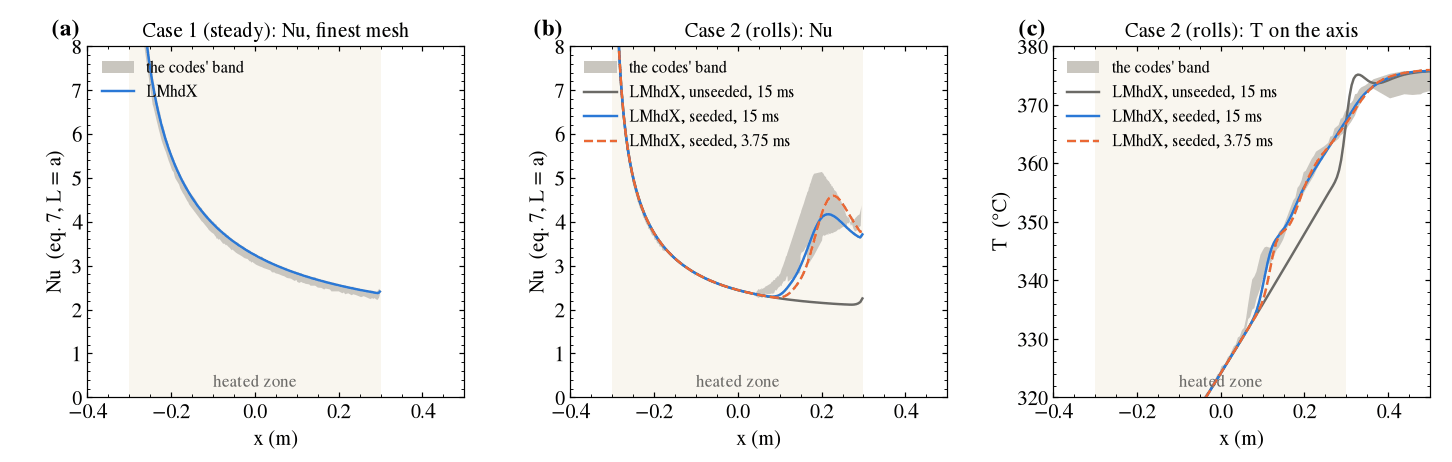 (a) Case 1 (steady): Nu, finest mesh
the codes' band
LMhdX
Nu (eq. 7, L = a)
8
7
6
5
4
3
2
1
0
heated zone
−0.4 −0.2 0.0 0.2 0.4
x (m)
(b) Case 2 (rolls): Nu
the codes' band
LMhdX, unseeded, 15 ms
LMhdX, seeded, 15 ms
LMhdX, seeded, 3.75 ms
Nu (eq. 7, L = a)
8
7
6
5
4
3
2
1
0
heated zone
−0.4 −0.2 0.0 0.2 0.4
x (m)
(c) Case 2 (rolls): T on the axis
the codes' band
LMhdX, unseeded, 15 ms
LMhdX, seeded, 15 ms
LMhdX, seeded, 3.75 ms
T (°C)
380
370
360
350
340
330
320
heated zone
−0.4 −0.2 0.0 0.2 0.4
x (m)